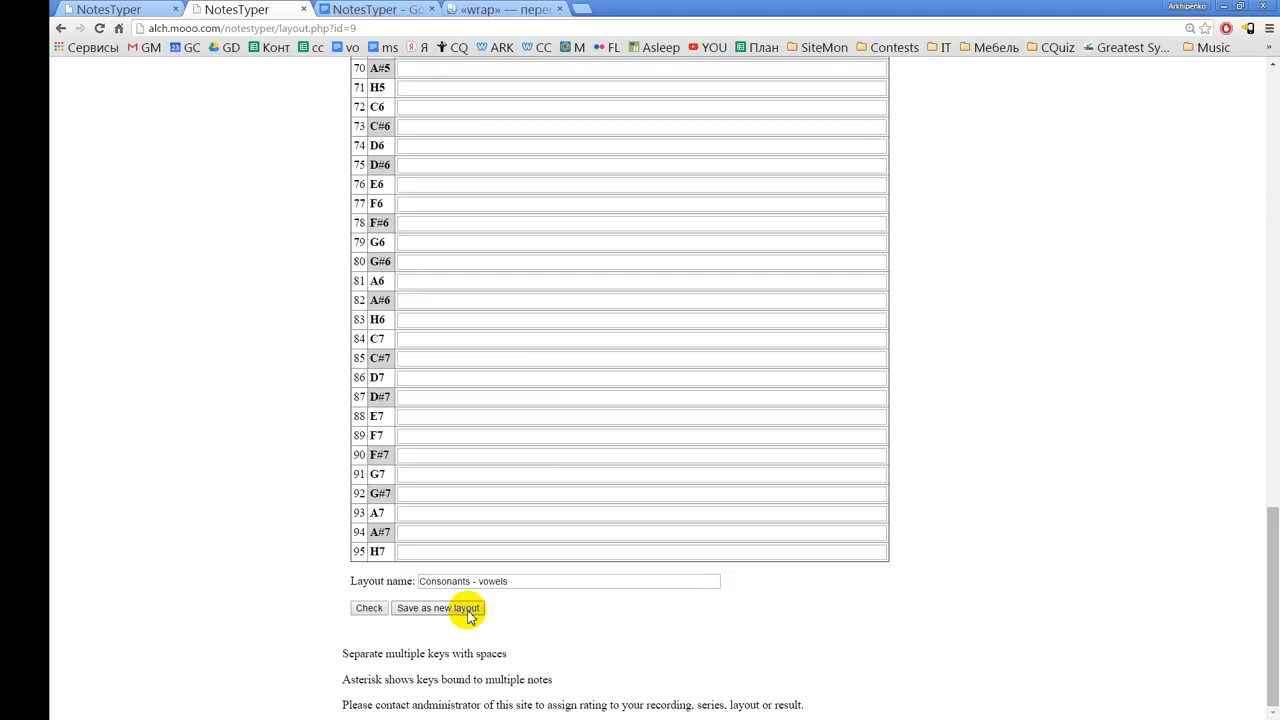 Arkhipenko
NotesTyper
NotesTyper
NotesTyper - Go
«wrap» — перев
alch.mooo.com/notestyper/layout.php?id=9
Сервисы GM GC cc GD Конт cc vo ms Я CQ ARK CC M FL Asleep YOU План SiteMon Contests IT Мебель CQuiz Greatest Sy... Music »
70 A#5
71 H5
72 C6
73 C#6
74 D6
75 D#6
76 E6
77 F6
78 F#6
79 G6
80 G#6
81 A6
82 A#6
83 H6
84 C7
85 C#7
86 D7
87 D#7
88 E7
89 F7
90 F#7
91 G7
92 G#7
93 A7
94 A#7
95 H7
Layout name: Consonants - vowels
Check Save as new layout
Separate multiple keys with spaces
Asterisk shows keys bound to multiple notes
Please contact andministrator of this site to assign rating to your recording, series, layout or result.